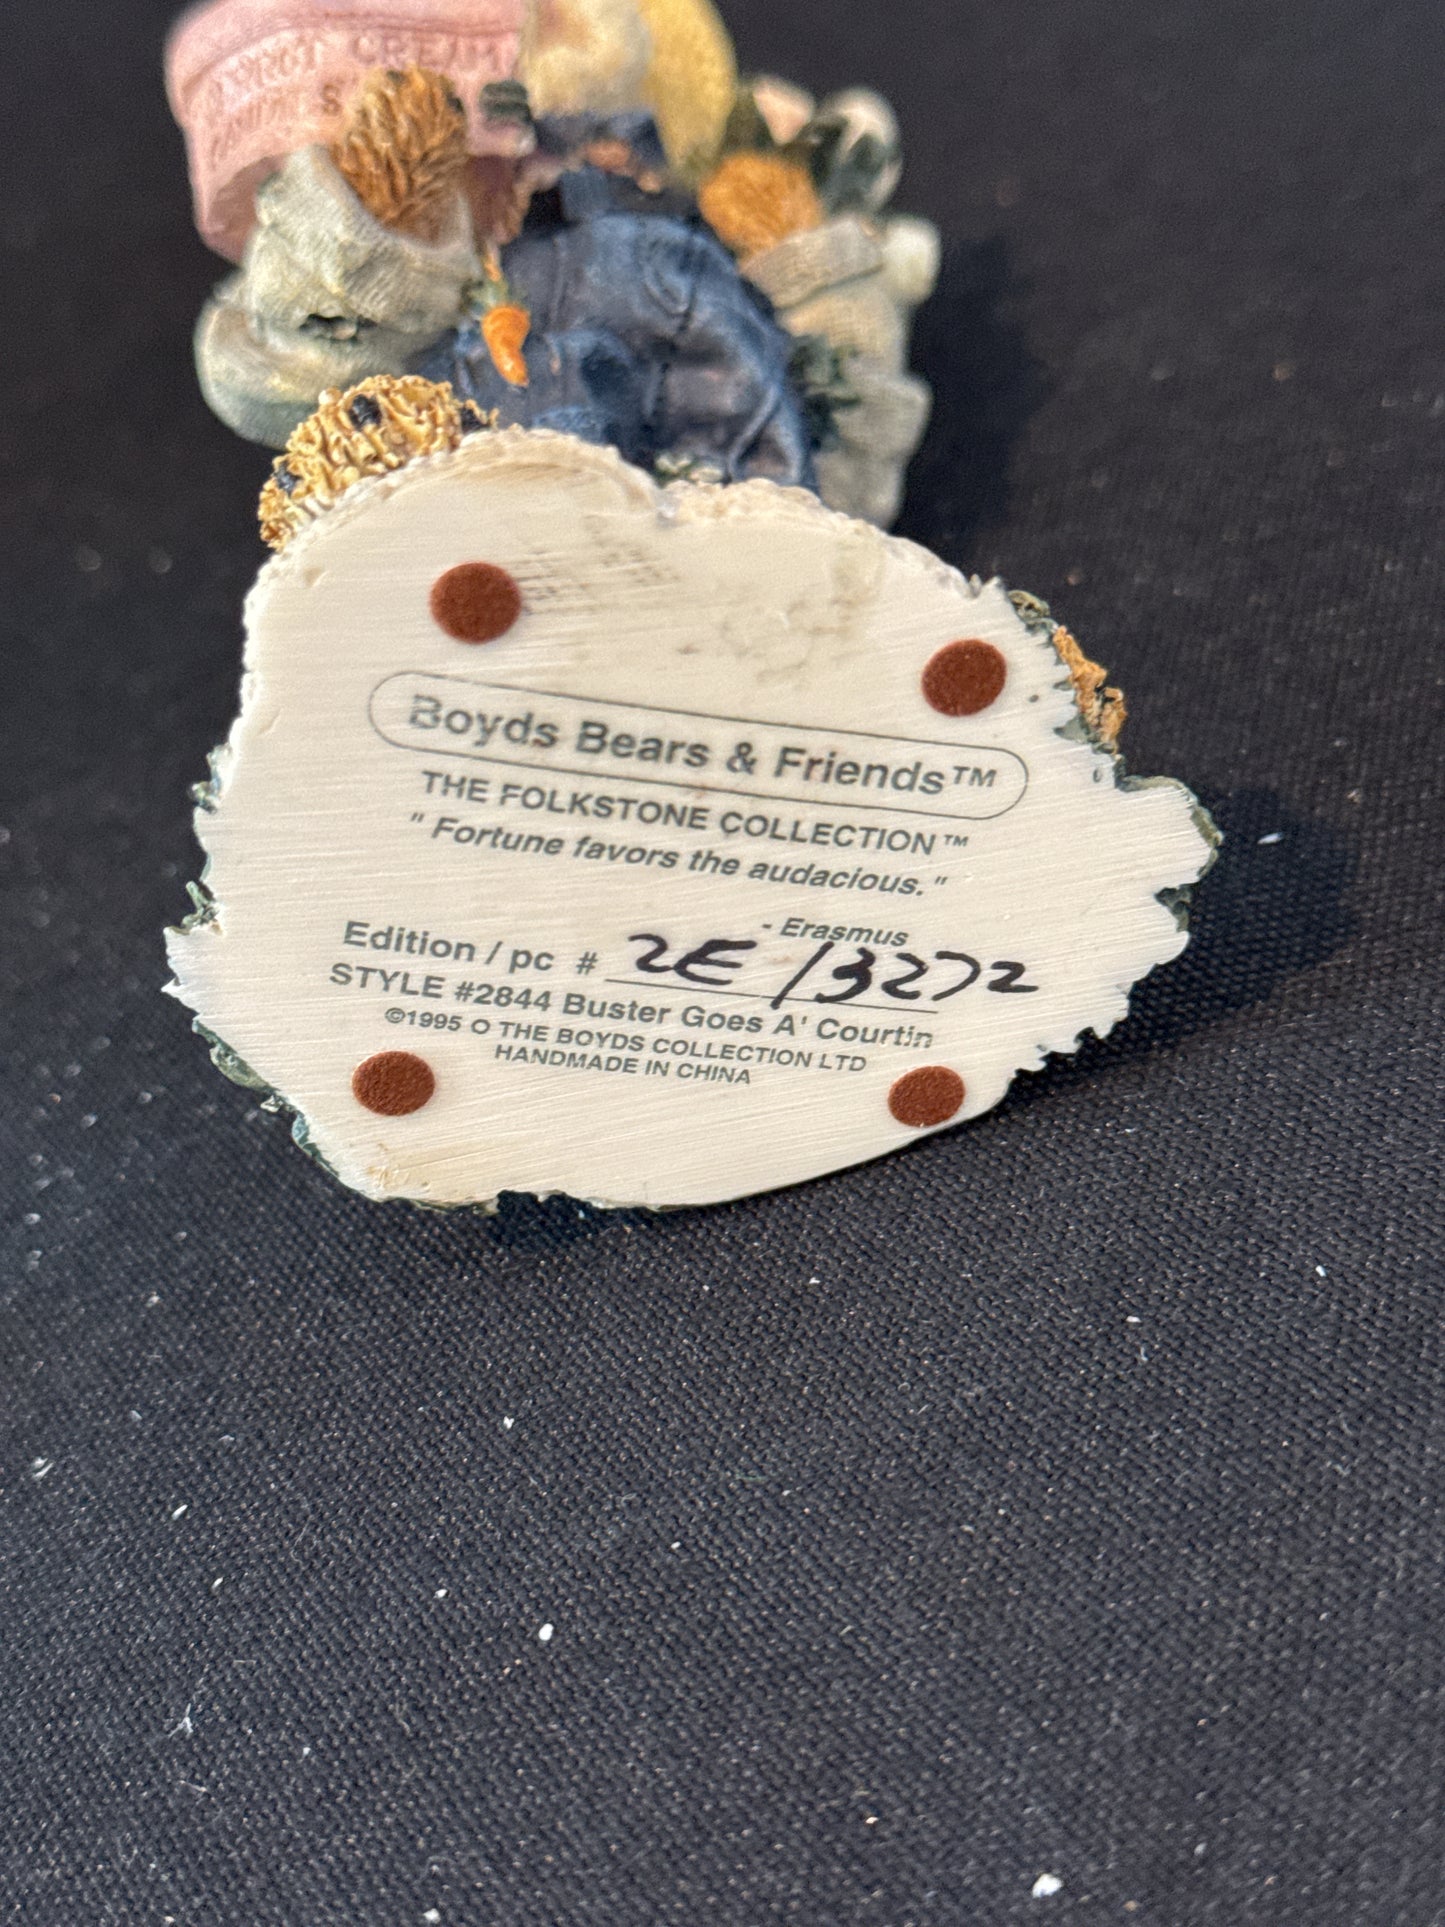 CREAM
Boyds Bears & Friends™
THE FOLKSTONE COLLECTION™
" Fortune favors the audacious. "
- Erasmus
Edition / pc # 2E /3272
STYLE #2844 Buster Goes A' Courtin
©1995 O THE BOYDS COLLECTION LTD
HANDMADE IN CHINA